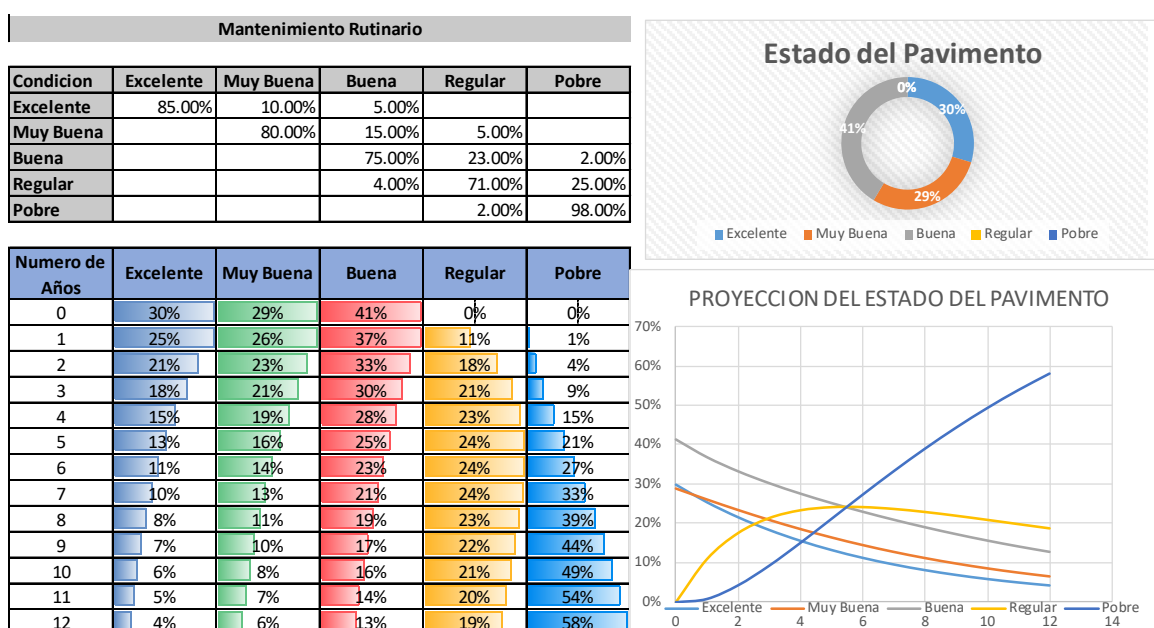 Mantenimiento Rutinario
Condicion Excelente Muy Buena Buena Regular Pobre
Excelente 85.00% 10.00% 5.00%
Muy Buena 80.00% 15.00% 5.00%
Buena 75.00% 23.00% 2.00%
Regular 4.00% 71.00% 25.00%
Pobre 2.00% 98.00%
Numero de Años Excelente Muy Buena Buena Regular Pobre
0 30% 29% 41% 0% 0%
1 25% 26% 37% 11% 1%
2 21% 23% 33% 18% 4%
3 18% 21% 30% 21% 9%
4 15% 19% 28% 23% 15%
5 13% 16% 25% 24% 21%
6 11% 14% 23% 24% 27%
7 10% 13% 21% 24% 33%
8 8% 11% 19% 23% 39%
9 7% 10% 17% 22% 44%
10 6% 8% 16% 21% 49%
11 5% 7% 14% 20% 54%
12 4% 6% 13% 19% 58%
Estado del Pavimento
0%
30%
41%
29%
Excelente Muy Buena Buena Regular Pobre
PROYECCION DEL ESTADO DEL PAVIMENTO
70%
60%
50%
40%
30%
20%
10%
0%
Excelente Muy Buena Buena Regular Pobre
0 2 4 6 8 10 12 14